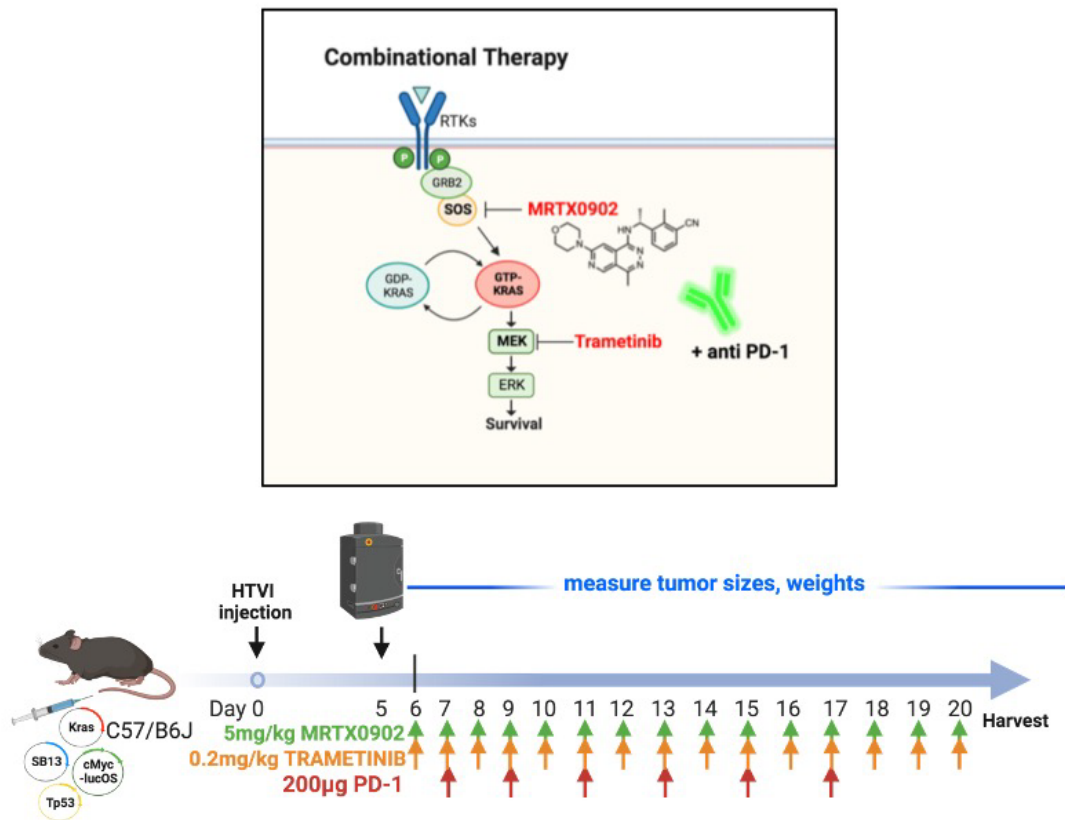 Combinational Therapy
RTKs
P
P
GRB2
SOS
MRTX0902
O
N
HN
CN
N
N
N
GDP-
KRAS
GTP-
KRAS
MEK
Trametinib
+ anti PD-1
ERK
Survival
measure tumor sizes, weights
HTVI
injection
Day 0 5 6 7 8 9 10 11 12 13 14 15 16 17 18 19 20
Harvest
Kras
C57/B6J
5mg/kg MRTX0902
SB13
cMyc
-lucOS
0.2mg/kg TRAMETINIB
200µg PD-1
Tp53